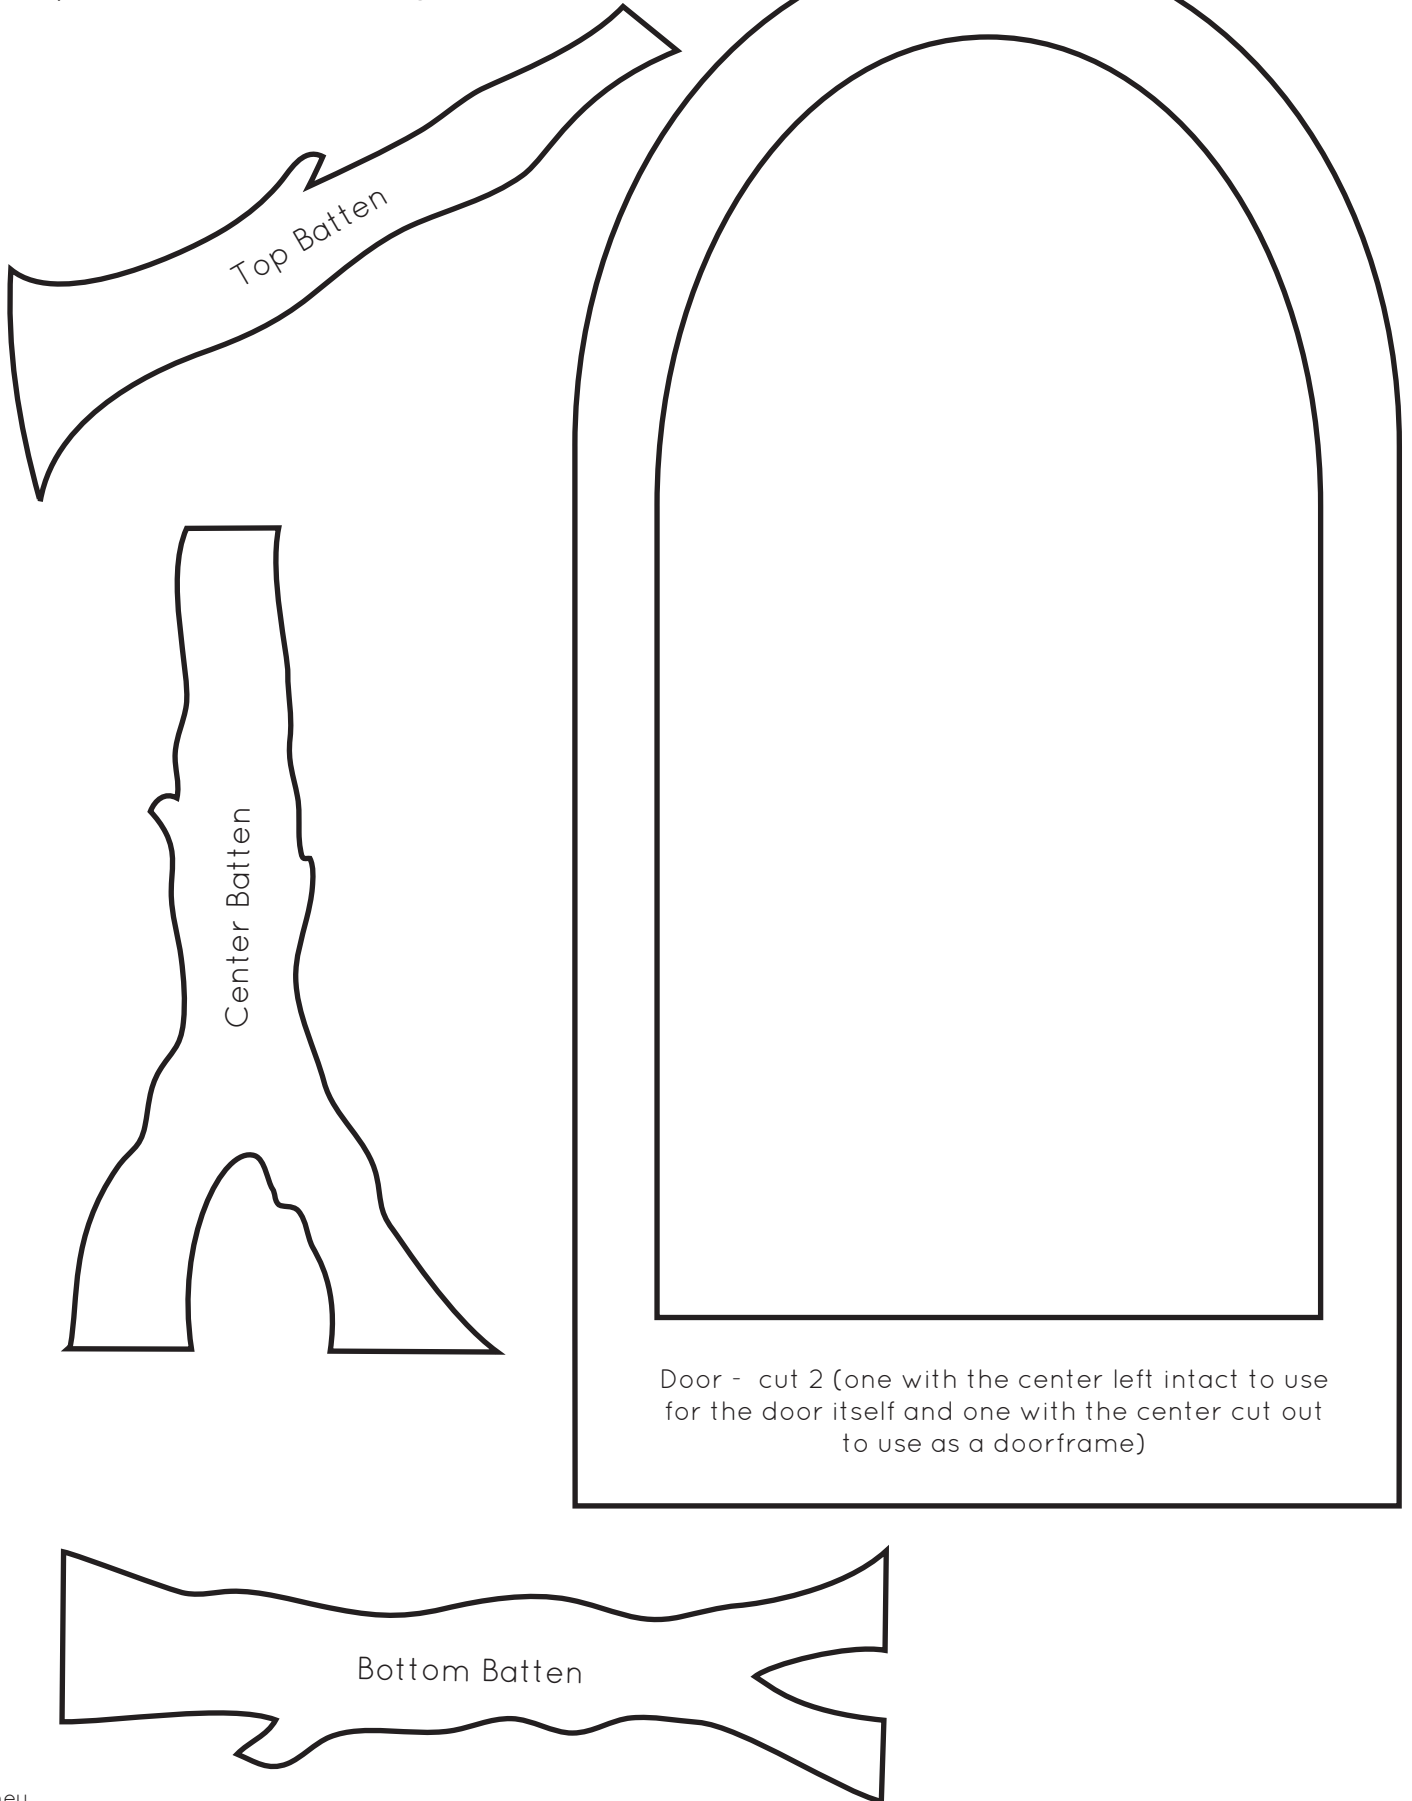 Top Batten
Center Batten
Door - cut 2 (one with the center left intact to use
for the door itself and one with the center cut out
to use as a doorframe)
Bottom Batten